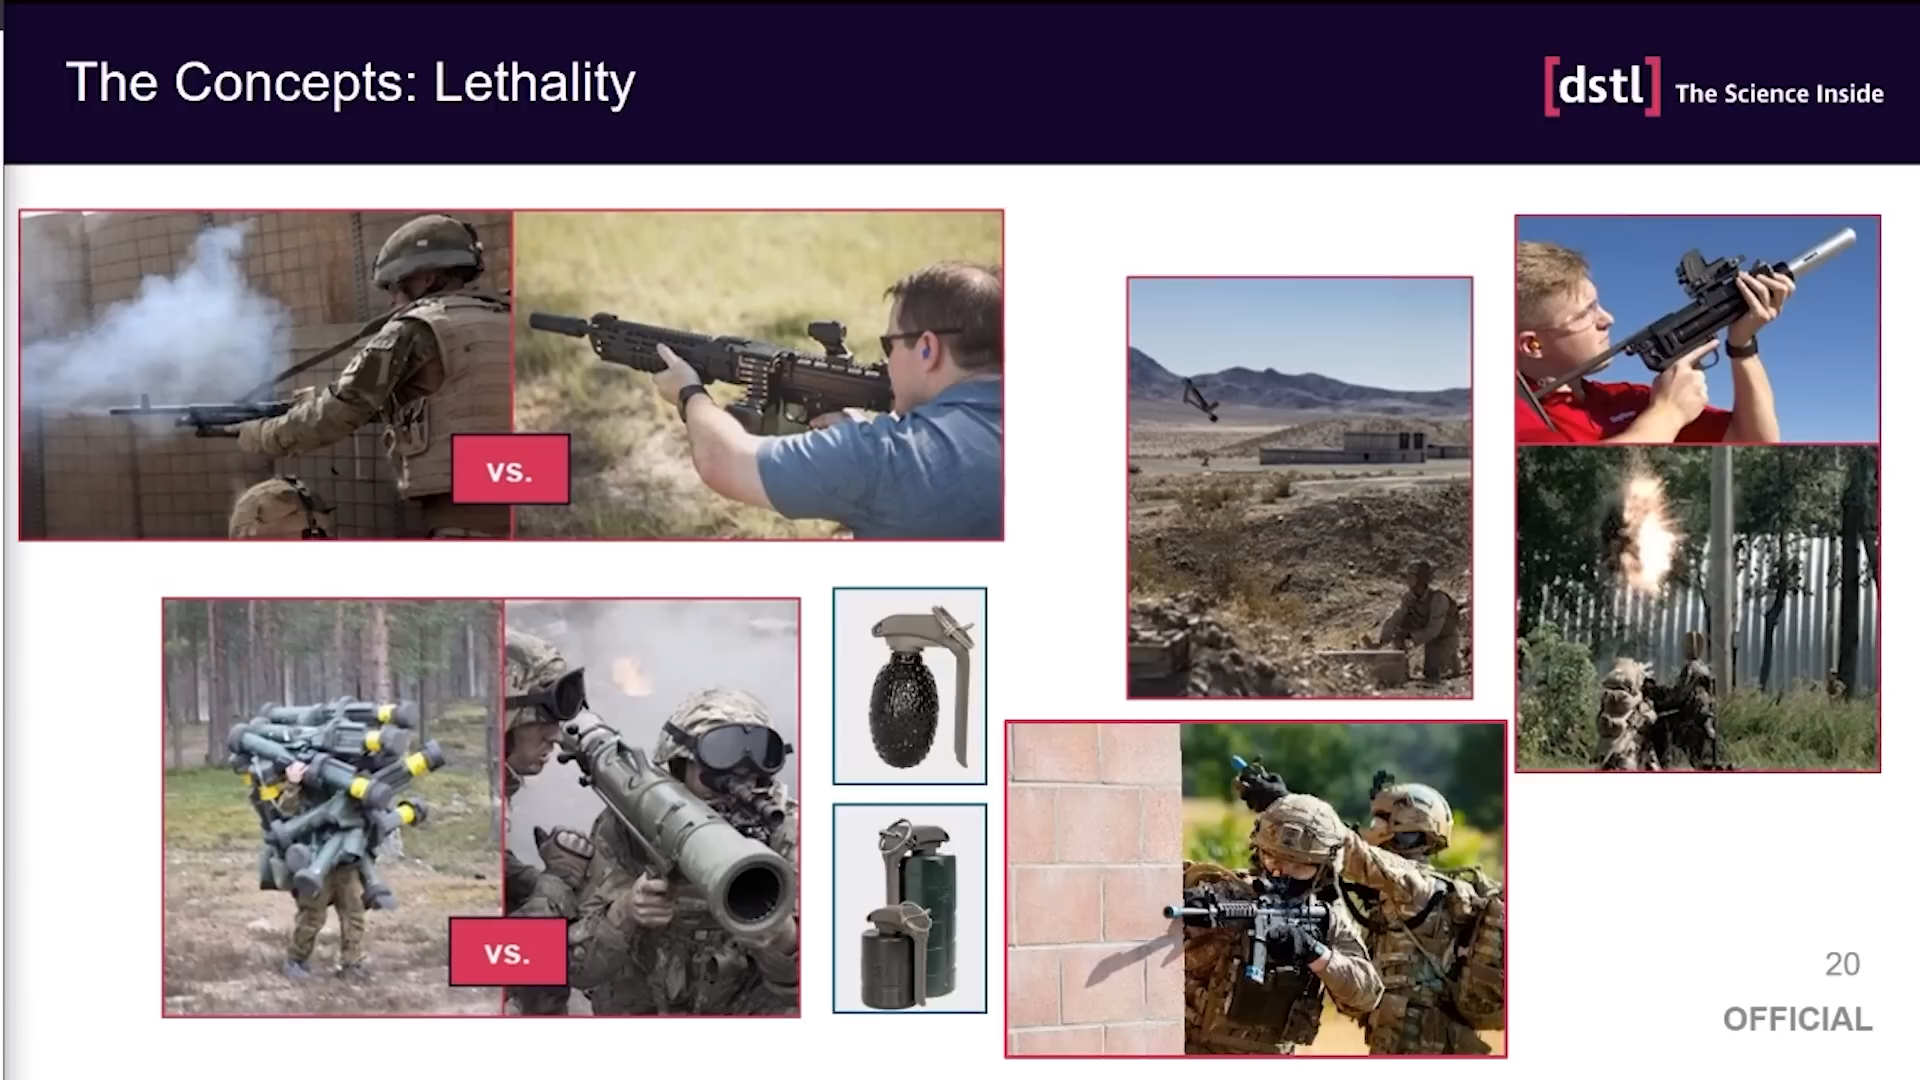 The Concepts: Lethality
[dstl] The Science Inside
vs.
vs.
20
OFFICIAL